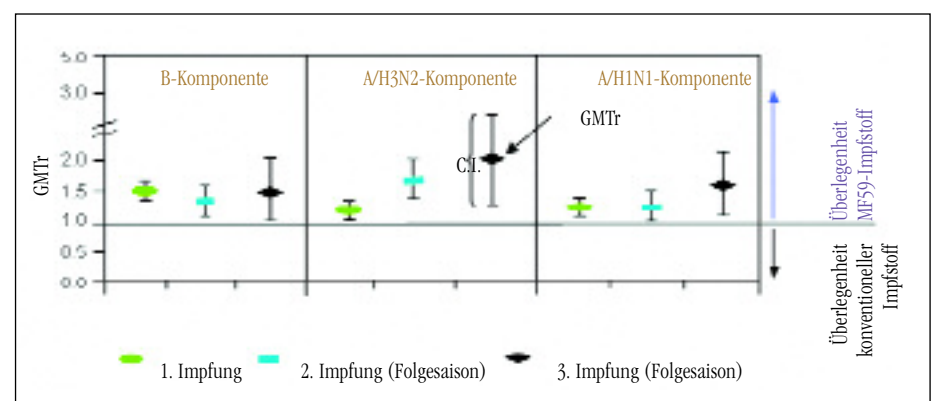 5.0
B-Komponente
A/H3N2-Komponente
A/H1N1-Komponente
3.0
GMTr
C.I.
GMTr
2.0
1.5
1.0
0.5
0.0
Überlegenheit
MF59-Impfstoff
Überlegenheit
konventioneller
Impfstoff
1. Impfung
2. Impfung (Folgesaison)
3. Impfung (Folgesaison)